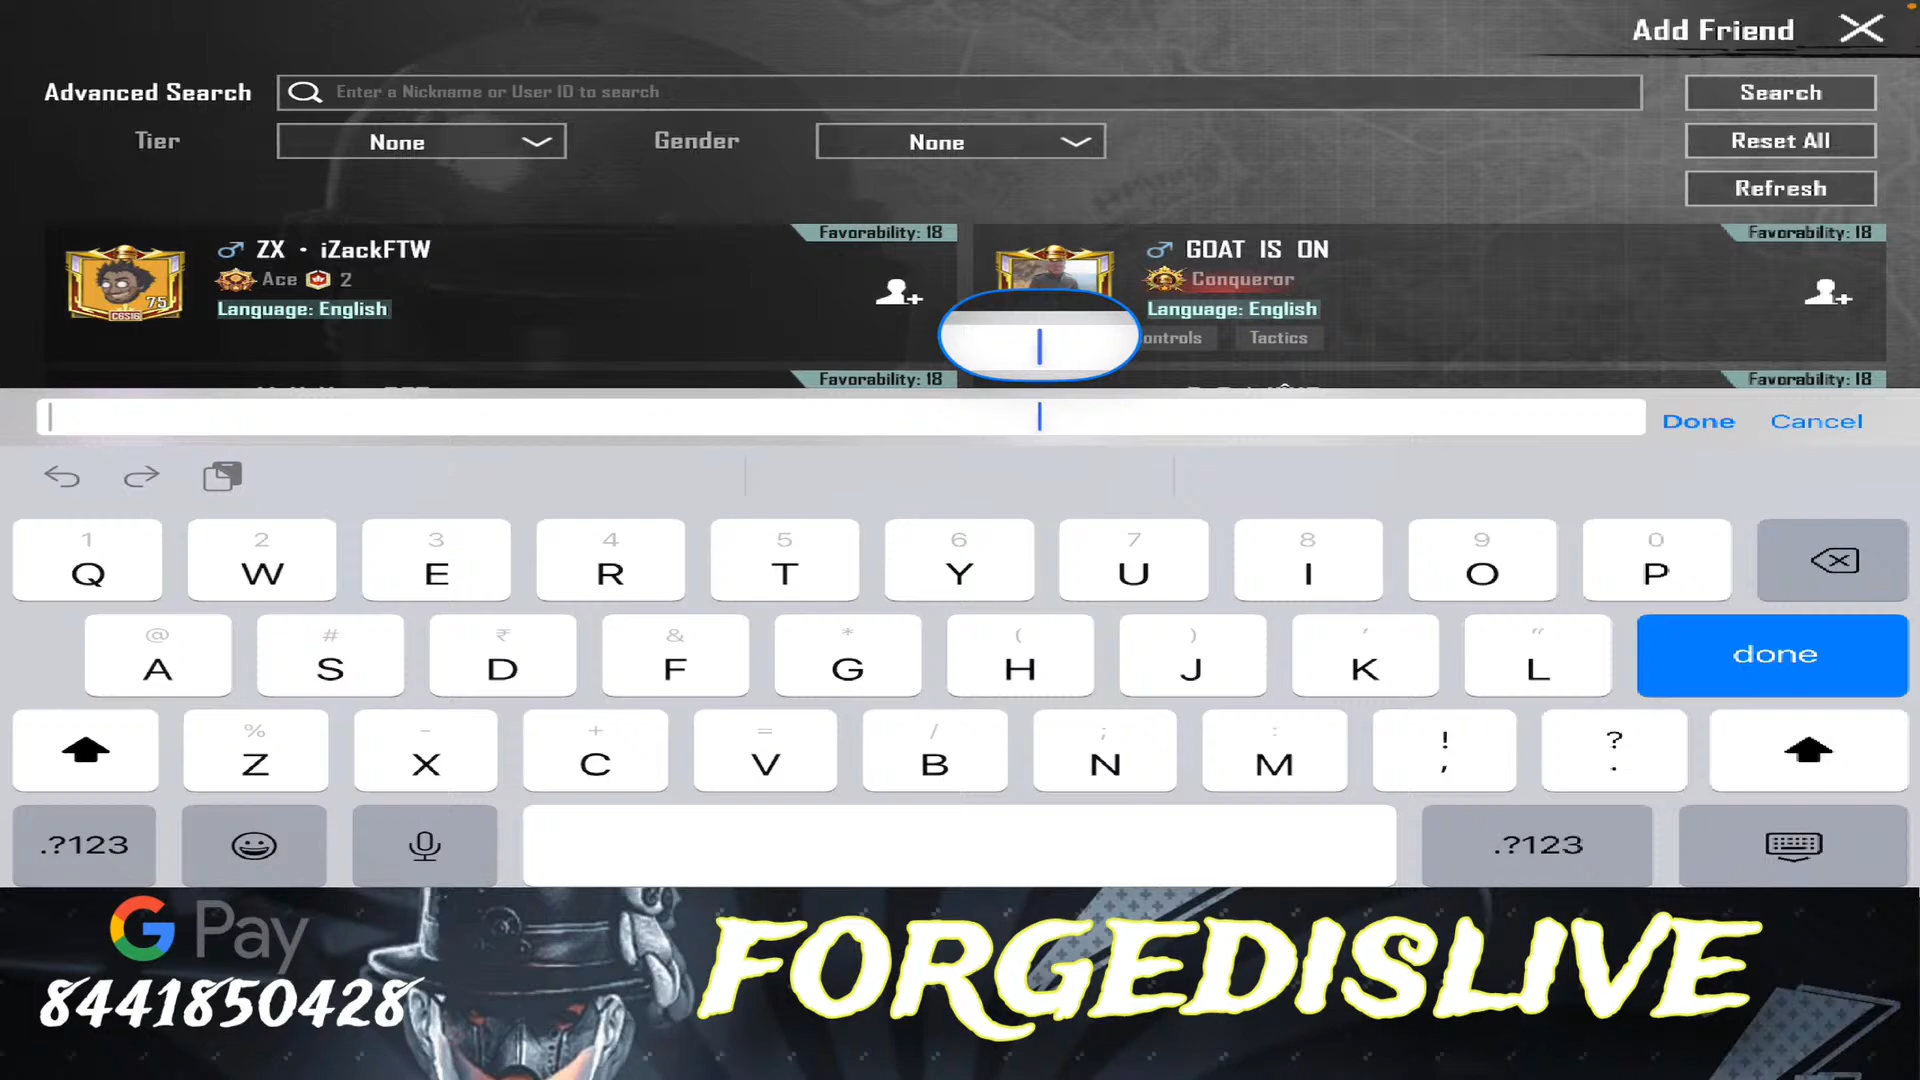 Add Friend
Advanced Search
Enter a Nickname or User ID to search
Search
Tier
None
Gender
None
Reset All
Refresh
Favorability: 18
ZX · iZackFTW
Ace 2
Language: English
75
Favorability: 18
GOAT IS ON
Conqueror
Language: English
ontrols
Tactics
Favorability: 18
Favorability: 18
Done
Cancel
1 2 3 4 5 6 7 8 9 0
Q W E R T Y U I O P
@ # ₹ & * ( ) ' "
A S D F G H J K L done
% - + = / ; : ! ?
Z X C V B N M , .
.?123
.?123
G Pay
8441850428
FORGEDISLIVE